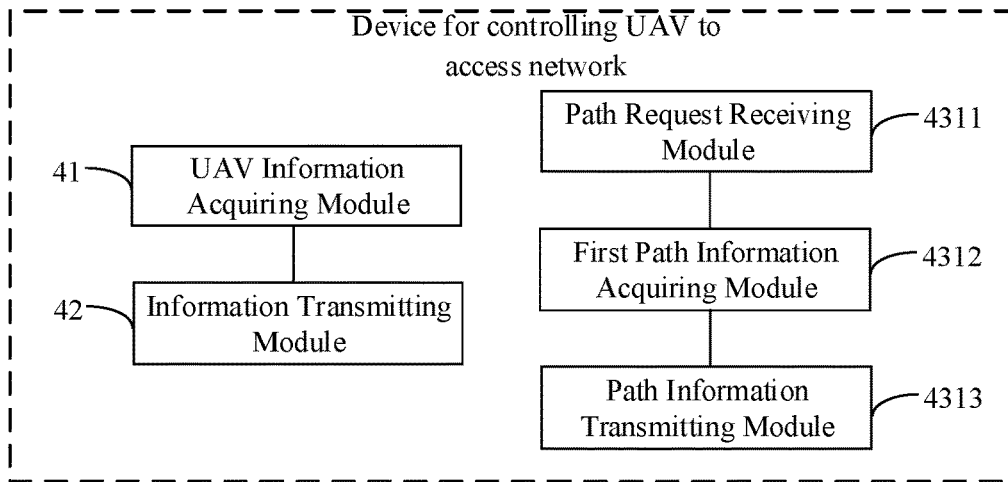 Device for controlling UAV to
access network
41
UAV Information
Acquiring Module
42
Information Transmitting
Module
Path Request Receiving
Module
4311
First Path Information
Acquiring Module
4312
Path Information
Transmitting Module
4313